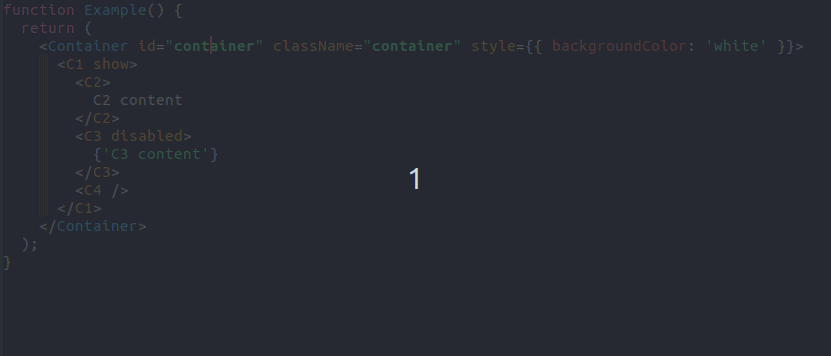 function Example() {
  return (
    <Container id="container" className="container" style={{ backgroundColor: 'white' }}>
      <C1 show>
        <C2>
          C2 content
        </C2>
        <C3 disabled>
          {'C3 content'}
        </C3>
        <C4 />
      </C1>
    </Container>
  );
}
1